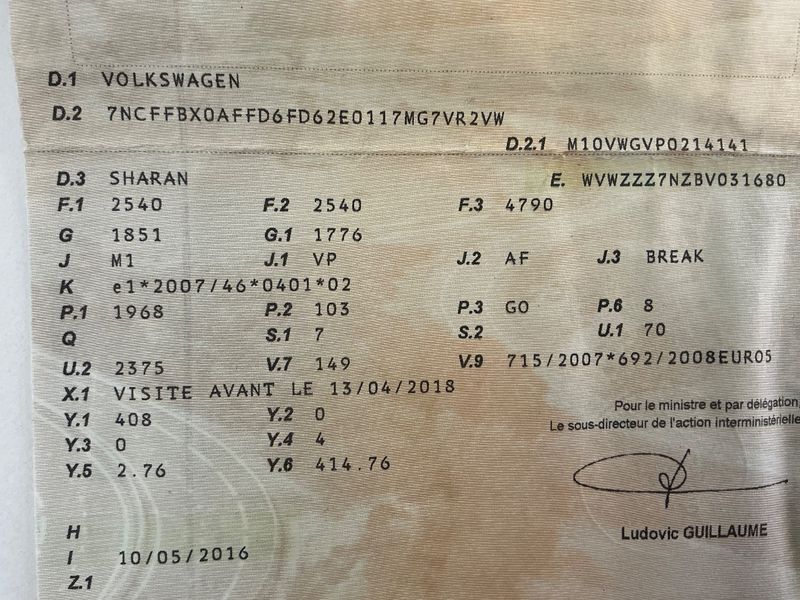 D.1 VOLKSWAGEN
D.2 7NCFFBX0AFFD6FD62E0117MG7VR2VW
D.2.1 M10VWGVP0214141
D.3 SHARAN E. WVWZZZ7NZBV031680
F.1 2540 F.2 2540 F.3 4790
G 1851 G.1 1776
J M1 J.1 VP J.2 AF J.3 BREAK
K e1*2007/46*0401*02
P.1 1968 P.2 103 P.3 GO P.6 8
Q S.1 7 S.2 U.1 70
U.2 2375 V.7 149 V.9 715/2007*692/2008EURO5
X.1 VISITE AVANT LE 13/04/2018
Y.1 408 Y.2 0
Y.3 0 Y.4 4
Y.5 2.76 Y.6 414.76
Pour le ministre et par délégation,
Le sous-directeur de l'action interministérielle
Ludovic GUILLAUME
H
I 10/05/2016
Z.1